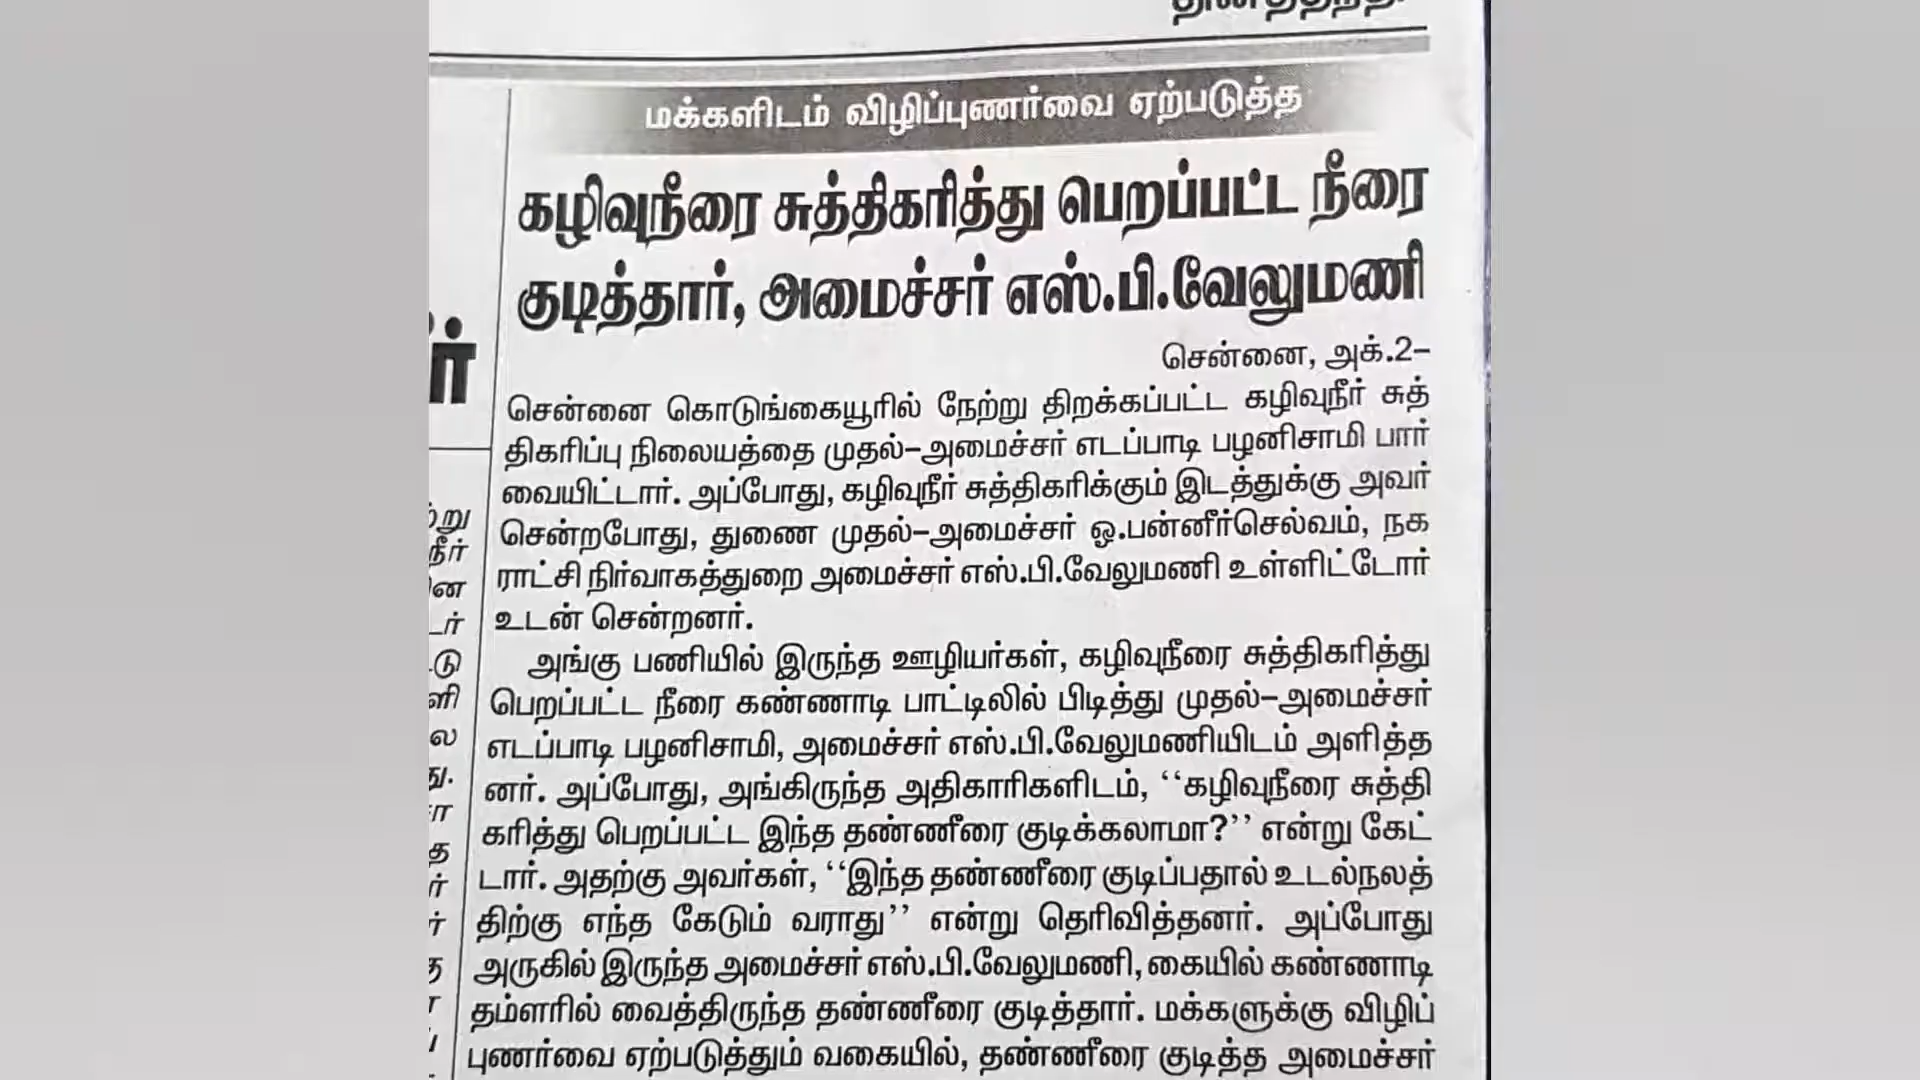 மக்களிடம் விழிப்புணர்வை ஏற்படுத்த
கழிவுநீரை சுத்திகரித்து பெறப்பட்ட நீரை
குடித்தார், அமைச்சர் எஸ்.பி.வேலுமணி
சென்னை, அக்.2–
சென்னை கொடுங்கையூரில் நேற்று திறக்கப்பட்ட கழிவுநீர் சுத்
திகரிப்பு நிலையத்தை முதல்–அமைச்சர் எடப்பாடி பழனிசாமி பார்
வையிட்டார். அப்போது, கழிவுநீர் சுத்திகரிக்கும் இடத்துக்கு அவர்
சென்றபோது, துணை முதல்–அமைச்சர் ஓ.பன்னீர்செல்வம், நக
ராட்சி நிர்வாகத்துறை அமைச்சர் எஸ்.பி.வேலுமணி உள்ளிட்டோர்
உடன் சென்றனர்.
அங்கு பணியில் இருந்த ஊழியர்கள், கழிவுநீரை சுத்திகரித்து
பெறப்பட்ட நீரை கண்ணாடி பாட்டிலில் பிடித்து முதல்–அமைச்சர்
எடப்பாடி பழனிசாமி, அமைச்சர் எஸ்.பி.வேலுமணியிடம் அளித்த
னர். அப்போது, அங்கிருந்த அதிகாரிகளிடம், ‘‘கழிவுநீரை சுத்தி
கரித்து பெறப்பட்ட இந்த தண்ணீரை குடிக்கலாமா?’’ என்று கேட்
டார். அதற்கு அவர்கள், ‘‘இந்த தண்ணீரை குடிப்பதால் உடல்நலத்
திற்கு எந்த கேடும் வராது’’ என்று தெரிவித்தனர். அப்போது
அருகில் இருந்த அமைச்சர் எஸ்.பி.வேலுமணி, கையில் கண்ணாடி
தம்ளரில் வைத்திருந்த தண்ணீரை குடித்தார். மக்களுக்கு விழிப்
புணர்வை ஏற்படுத்தும் வகையில், தண்ணீரை குடித்த அமைச்சர்